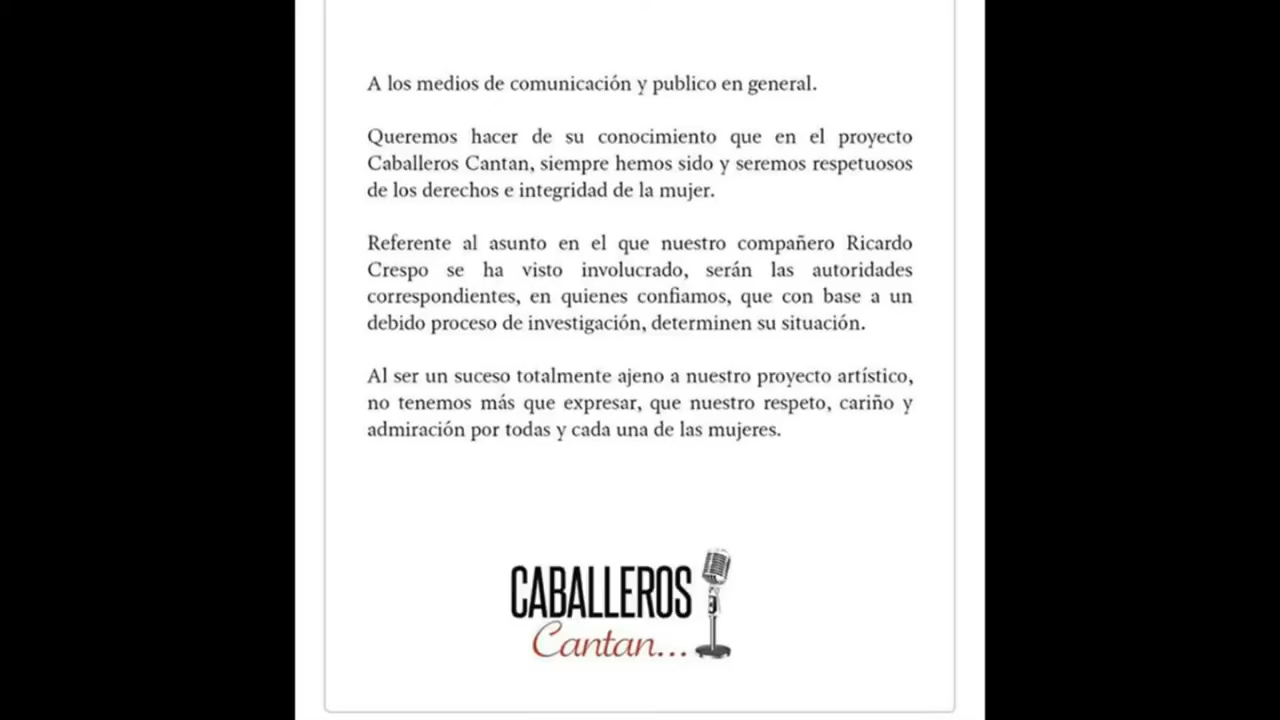 A los medios de comunicación y publico en general.
Queremos hacer de su conocimiento que en el proyecto
Caballeros Cantan, siempre hemos sido y seremos respetuosos
de los derechos e integridad de la mujer.
Referente al asunto en el que nuestro compañero Ricardo
Crespo se ha visto involucrado, serán las autoridades
correspondientes, en quienes confiamos, que con base a un
debido proceso de investigación, determinen su situación.
Al ser un suceso totalmente ajeno a nuestro proyecto artístico,
no tenemos más que expresar, que nuestro respeto, cariño y
admiración por todas y cada una de las mujeres.
CABALLEROS
Cantan...